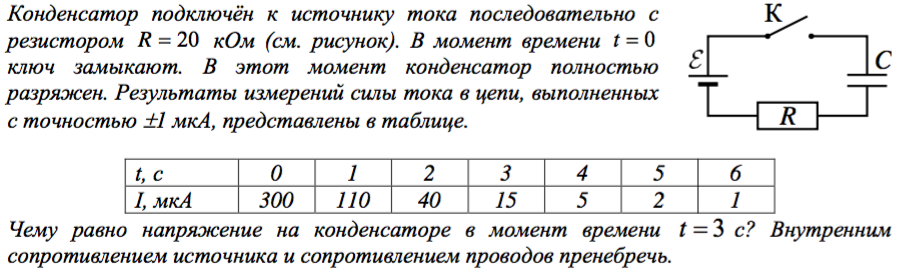 Конденсатор подключён к источнику тока последовательно с
резистором R = 20 кОм (см. рисунок). В момент времени t = 0
ключ замыкают. В этот момент конденсатор полностью
разряжен. Результаты измерений силы тока в цепи, выполненных
с точностью ±1 мкА, представлены в таблице.
К
ℰ
C
R
t, с 0 1 2 3 4 5 6
I, мкА 300 110 40 15 5 2 1
Чему равно напряжение на конденсаторе в момент времени t = 3 с? Внутренним
сопротивлением источника и сопротивлением проводов пренебречь.